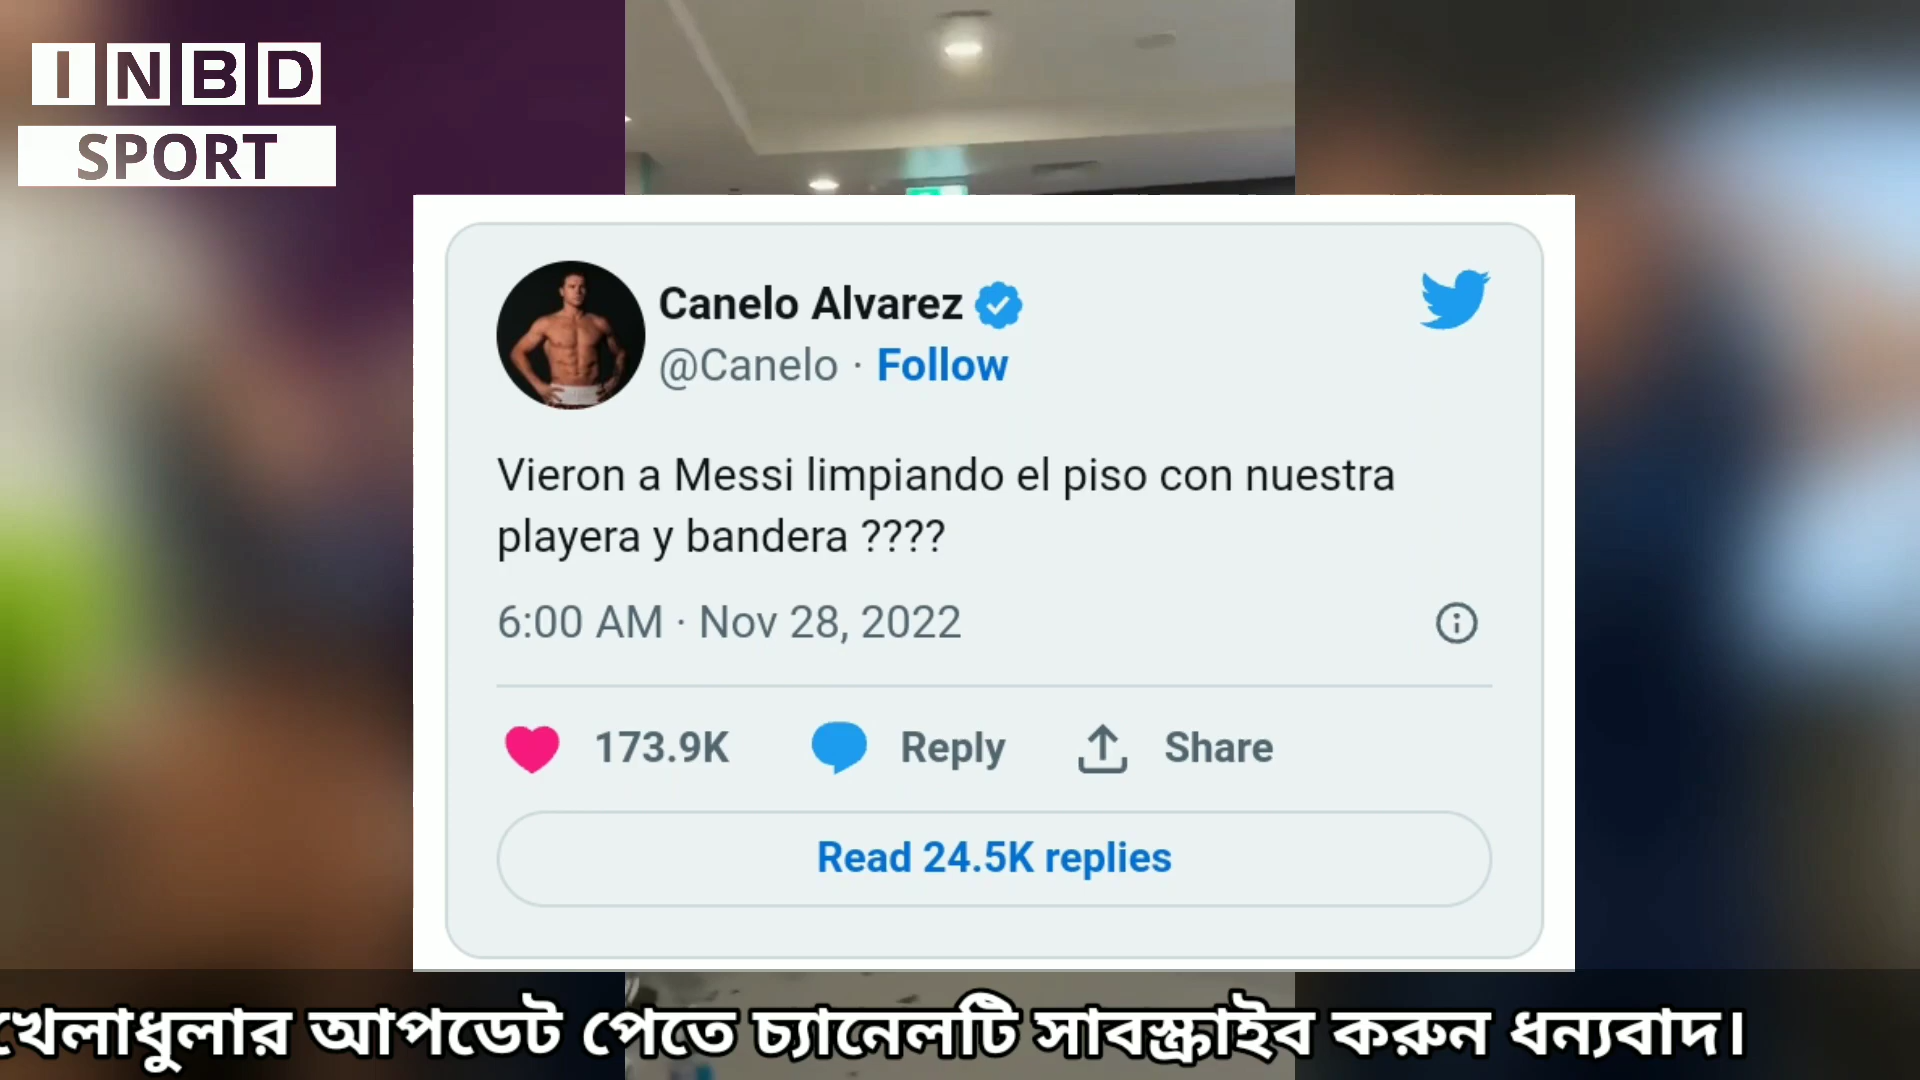 INBD
SPORT
Canelo Alvarez
@Canelo · Follow
Vieron a Messi limpiando el piso con nuestra
playera y bandera ????
6:00 AM · Nov 28, 2022
173.9K Reply Share
Read 24.5K replies
খেলাধুলার আপডেট পেতে চ্যানেলটি সাবস্ক্রাইব করুন ধন্যবাদ।